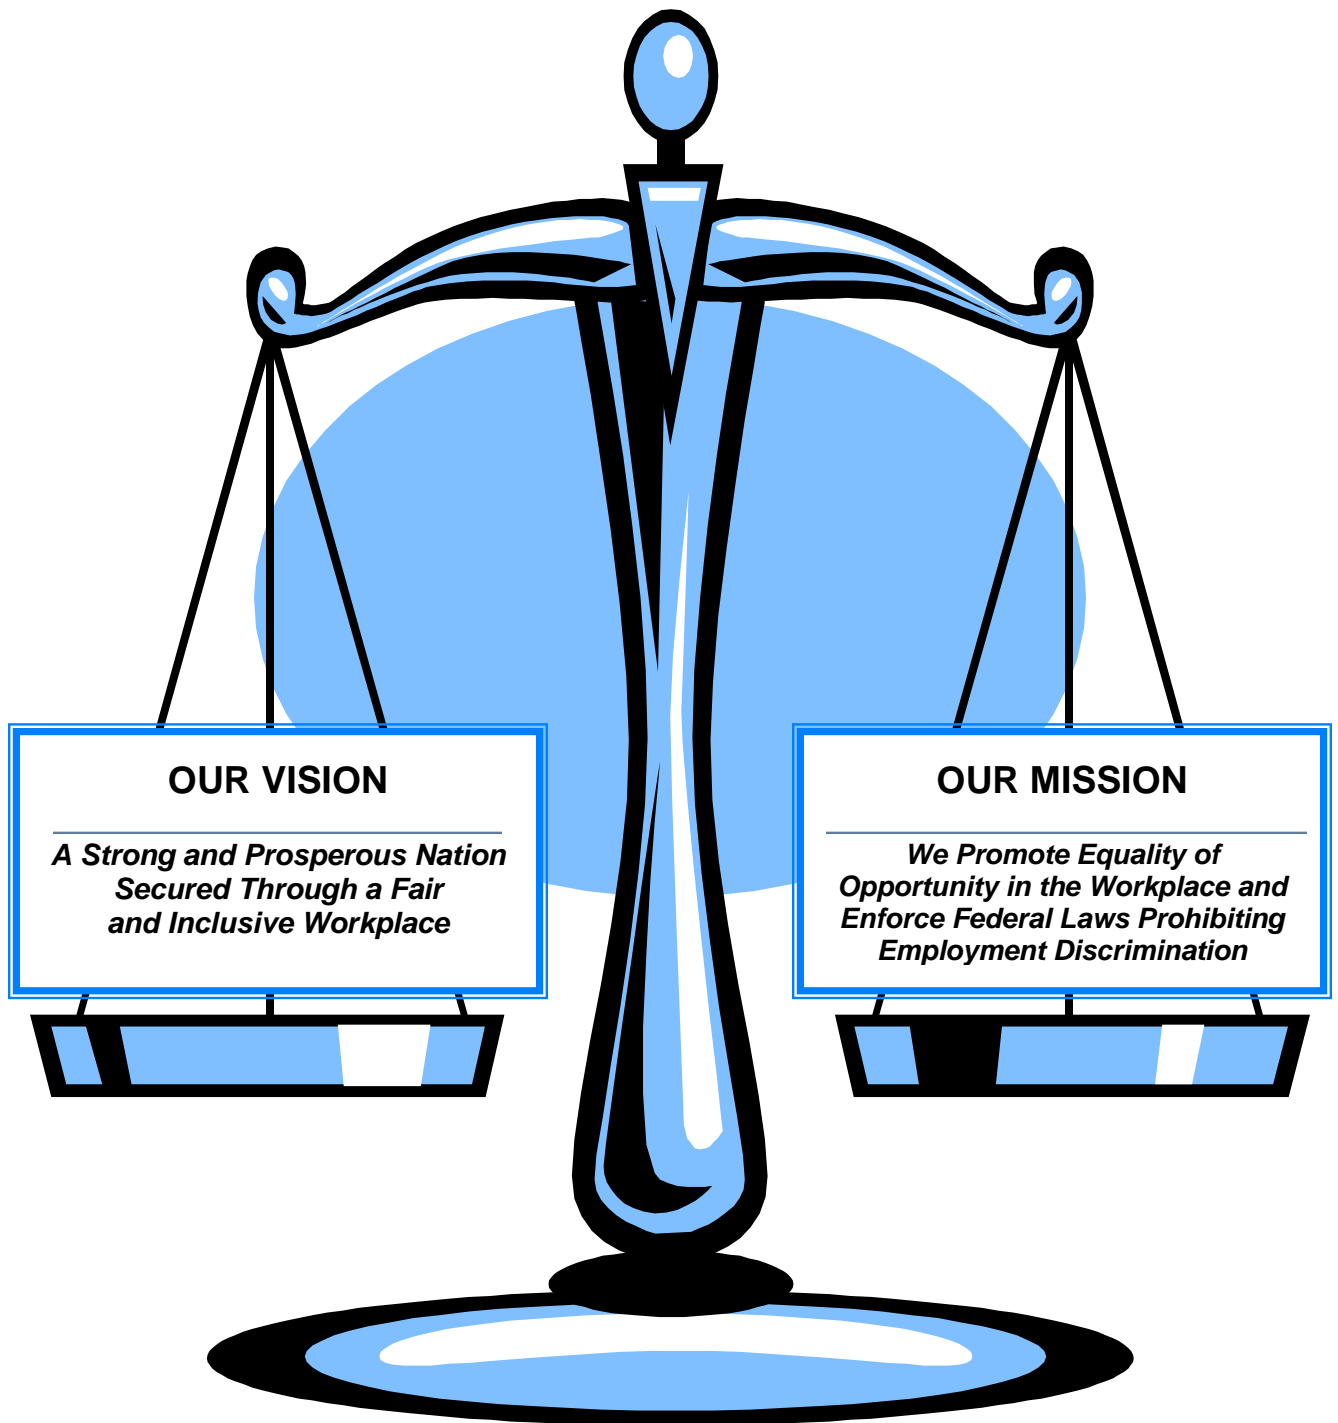 OUR VISION
A Strong and Prosperous Nation
Secured Through a Fair
and Inclusive Workplace
OUR MISSION
We Promote Equality of
Opportunity in the Workplace and
Enforce Federal Laws Prohibiting
Employment Discrimination